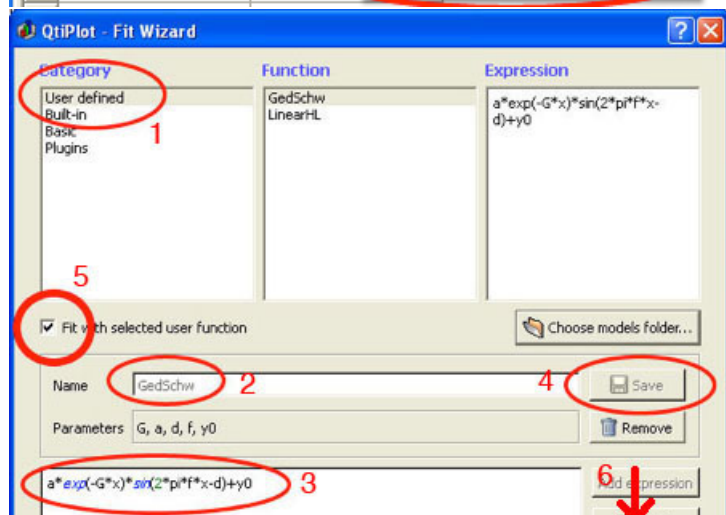 QtiPlot - Fit Wizard
Category Function Expression
User defined
Built-in
Basic
Plugins
1
GedSchw
LinearHL
a*exp(-G*x)*sin(2*pi*f*x-
d)+y0
5
Fit with selected user function
Choose models folder...
Name GedSchw 2 4 Save
Parameters G, a, d, f, y0 Remove
a*exp(-G*x)*sin(2*pi*f*x-d)+y0 3
6
Add expression